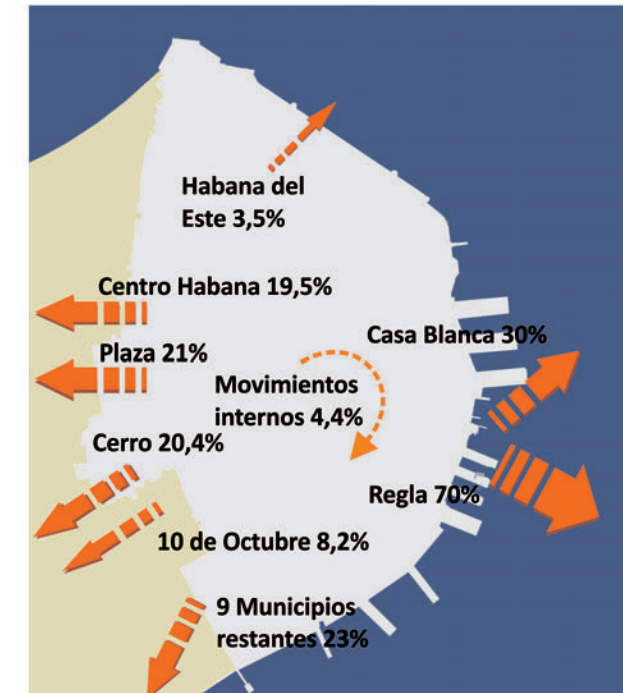 Habana del
Este 3,5%
Centro Habana 19,5%
Casa Blanca 30%
Plaza 21%
Movimientos
internos 4,4%
Cerro 20,4%
Regla 70%
10 de Octubre 8,2%
9 Municipios
restantes 23%